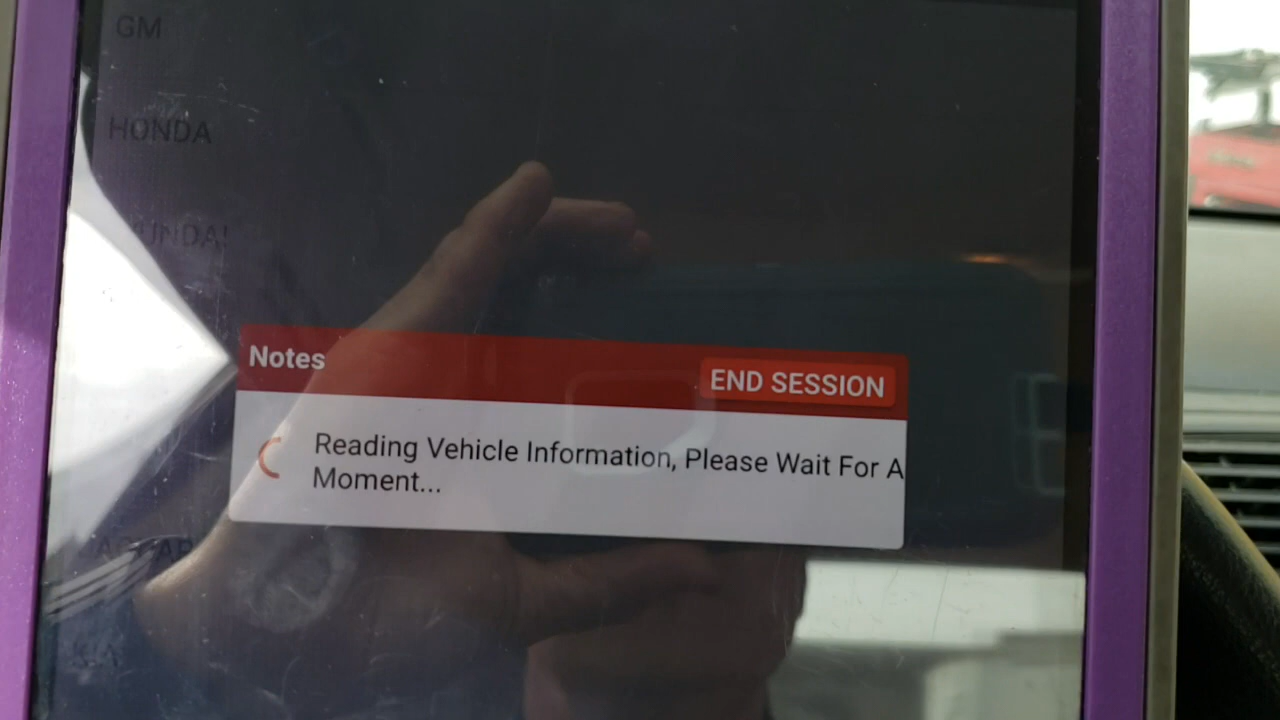 GM
HONDA
Notes
END SESSION
Reading Vehicle Information, Please Wait For A
Moment...